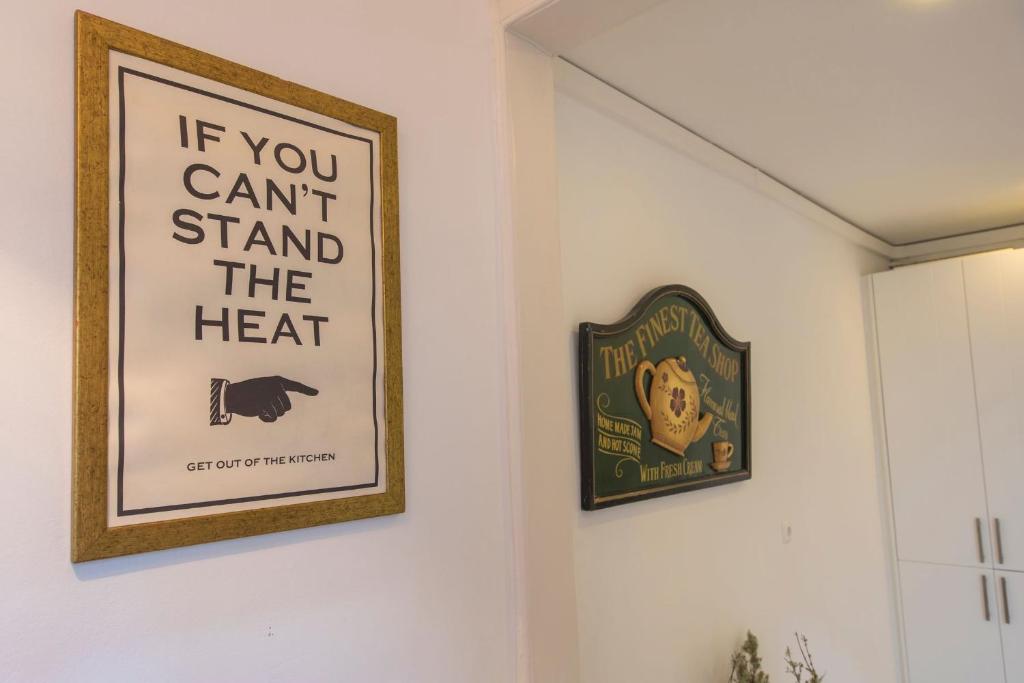 IF YOU
CAN'T
STAND
THE
HEAT
GET OUT OF THE KITCHEN
THE FINEST TEA SHOP
HOME MADE JAM
AND HOT SCONE
WITH FRESH CREAM